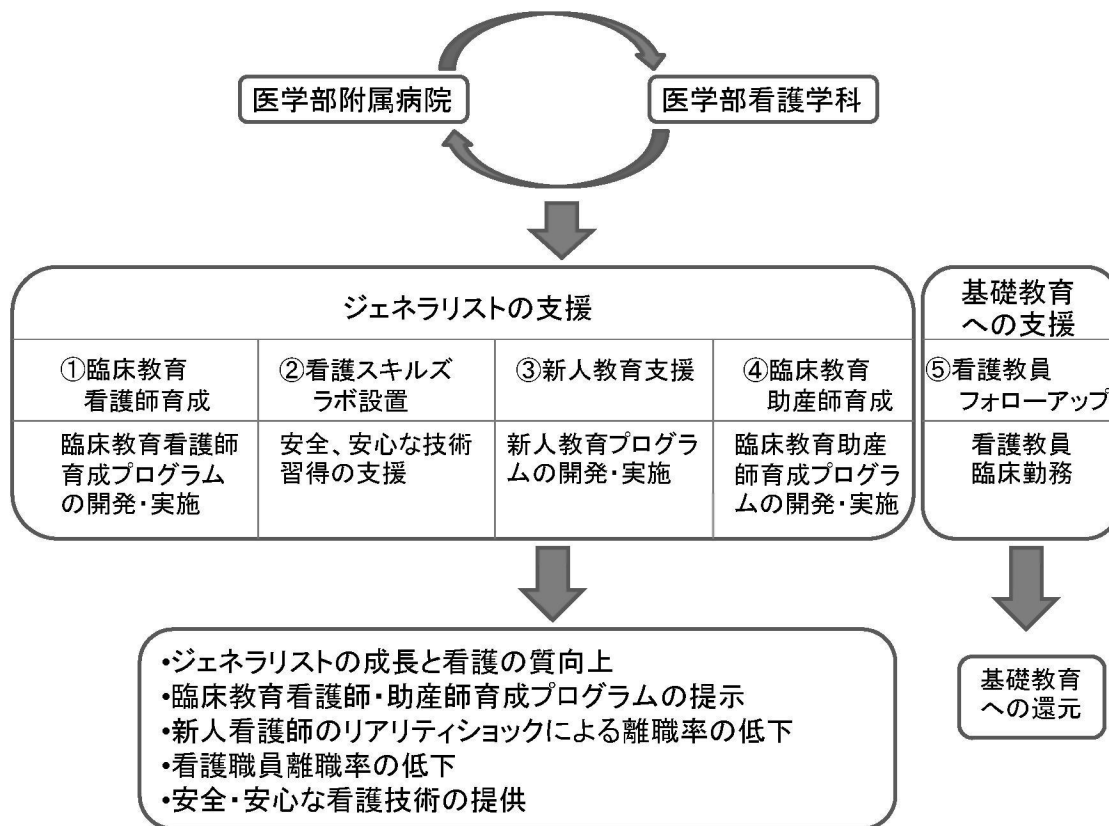 医学部附属病院
医学部看護学科
ジェネラリストの支援
①臨床教育
看護師育成
②看護スキルズ
ラボ設置
③新人教育支援
④臨床教育
助産師育成
臨床教育看護師
育成プログラム
の開発・実施
安全、安心な技術
習得の支援
新人教育プログラ
ムの開発・実施
臨床教育助産
師育成プログラ
ムの開発・実施
基礎教育
への支援
⑤看護教員
フォローアップ
看護教員
臨床勤務
•ジェネラリストの成長と看護の質向上
•臨床教育看護師・助産師育成プログラムの提示
•新人看護師のリアリティショックによる離職率の低下
•看護職員離職率の低下
•安全・安心な看護技術の提供
基礎教育
への還元